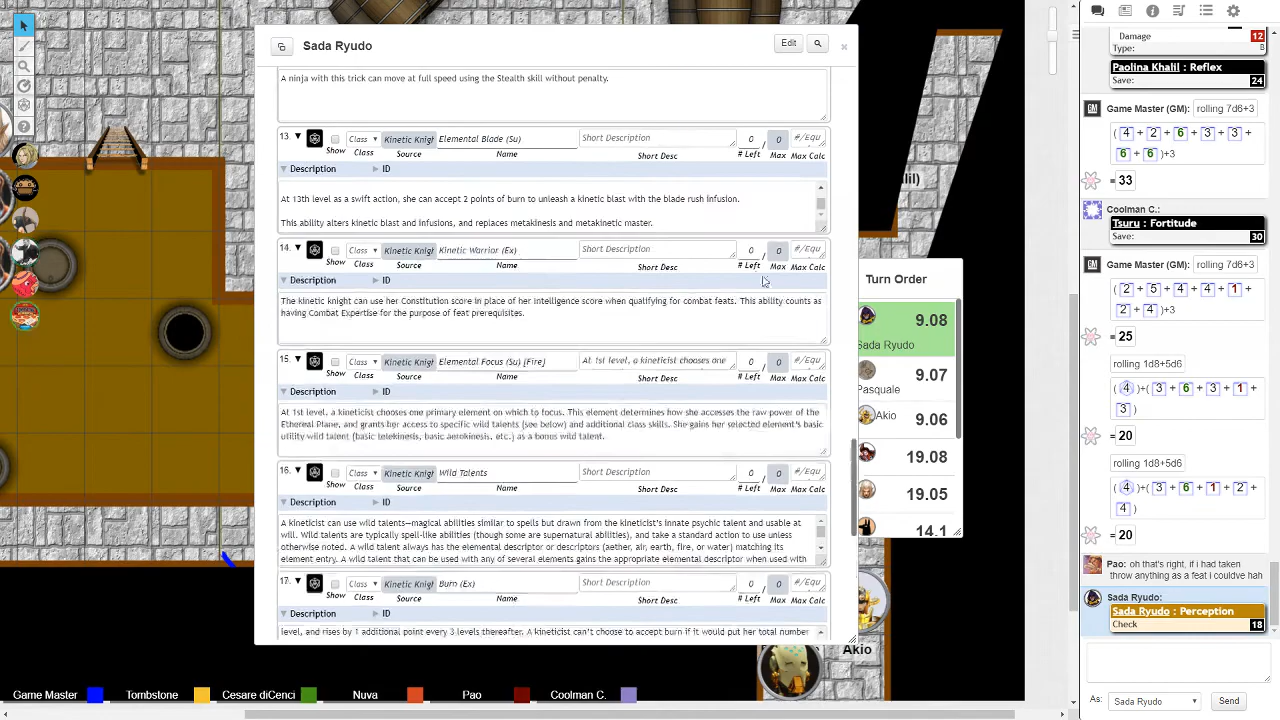 Sada Ryudo
Edit
A ninja with this trick can move at full speed using the Stealth skill without penalty.
13. Class Kinetic Knigl Elemental Blade (Su) Short Description 0 / 0 #/Equ
Show Class Source Name Short Desc # Left Max Max Calc
Description ID
At 13th level as a swift action, she can accept 2 points of burn to unleash a kinetic blast with the blade rush infusion.
This ability alters kinetic blast and infusions, and replaces metakinesis and metakinetic master.
14. Class Kinetic Knigl Kinetic Warrior (Ex) Short Description 0 / 0 #/Equ
Show Class Source Name Short Desc # Left Max Max Calc
Description ID
The kinetic knight can use her Constitution score in place of her intelligence score when qualifying for combat feats. This ability counts as
having Combat Expertise for the purpose of feat prerequisites.
15. Class Kinetic Knigl Elemental Focus (Su) [Fire] At 1st level, a kineticist chooses one 0 / 0 #/Equ
Show Class Source Name Short Desc # Left Max Max Calc
Description ID
At 1st level, a kineticist chooses one primary element on which to focus. This element determines how she accesses the raw power of the
Ethereal Plane, and grants her access to specific wild talents (see below) and additional class skills. She gains her selected element's basic
utility wild talent (basic telekinesis, basic aerokinesis, etc.) as a bonus wild talent.
16. Class Kinetic Knigl Wild Talents Short Description 0 / 0 #/Equ
Show Class Source Name Short Desc # Left Max Max Calc
Description ID
A kineticist can use wild talents—magical abilities similar to spells but drawn from the kineticist's innate psychic talent and usable at
will. Wild talents are typically spell-like abilities (though some are supernatural abilities), and take a standard action to use unless
otherwise noted. A wild talent always has the elemental descriptor or descriptors (aether, air, earth, fire, or water) matching its
element entry. A wild talent that can be used with any of several elements gains the appropriate elemental descriptor when used with
17. Class Kinetic Knigl Burn (Ex) Short Description 0 / 0 #/Equ
Show Class Source Name Short Desc # Left Max Max Calc
Description ID
level, and rises by 1 additional point every 3 levels thereafter. A kineticist can't choose to accept burn if it would put her total number
lil)
Turn Order
9.08
Sada Ryudo
9.07
Pasquale
Akio 9.06
19.08
19.05
14.1
Akio
Game Master
Tombstone
Cesare diCenci
Nuva
Pao
Coolman C.
Damage 12
Type: B
Paolina Khalil : Reflex
Save: 24
Game Master (GM): rolling 7d6+3
( 4 + 2 + 6 + 3 + 3 +
6 + 6 )+3
= 33
Coolman C.:
Tsuru : Fortitude
Save: 30
Game Master (GM): rolling 7d6+3
( 2 + 5 + 4 + 4 + 1 +
2 + 4 )+3
= 25
rolling 1d8+5d6
( 4 )+( 3 + 6 + 3 + 1 +
3 )
= 20
rolling 1d8+5d6
( 4 )+( 3 + 6 + 1 + 2 +
4 )
= 20
Pao: oh that's right, if i had taken
throw anything as a feat i couldve hah
Sada Ryudo:
Sada Ryudo : Perception
Check 18
As: Sada Ryudo
Send